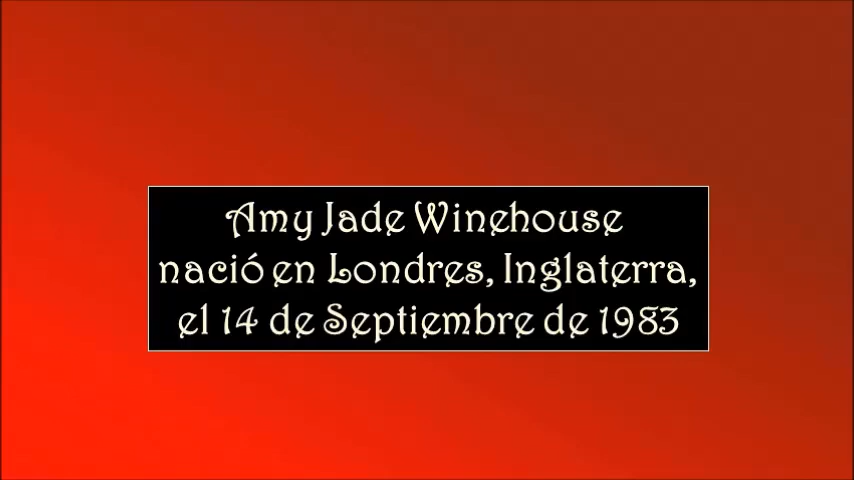 Amy Jade Winehouse
nació en Londres, Inglaterra,
el 14 de Septiembre de 1983